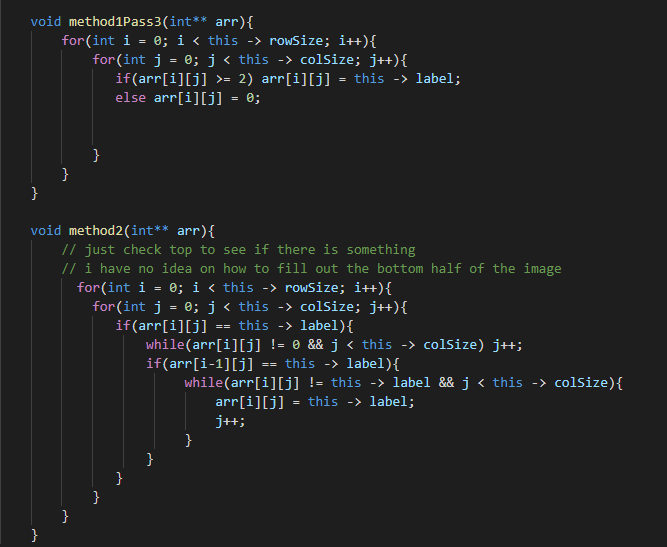 void method1Pass3(int** arr){
for(int i = 0; i < this -> rowSize; i++){
for(int j = 0; j < this -> colSize; j++){
if(arr[i][j] >= 2) arr[i][j] = this -> label;
else arr[i][j] = 0;
}
}
}
void method2(int** arr){
// just check top to see if there is something
// i have no idea on how to fill out the bottom half of the image
for(int i = 0; i < this -> rowSize; i++){
for(int j = 0; j < this -> colSize; j++){
if(arr[i][j] == this -> label){
while(arr[i][j] != 0 && j < this -> colSize) j++;
if(arr[i-1][j] == this -> label){
while(arr[i][j] != this -> label && j < this -> colSize){
arr[i][j] = this -> label;
j++;
}
}
}
}
}
}